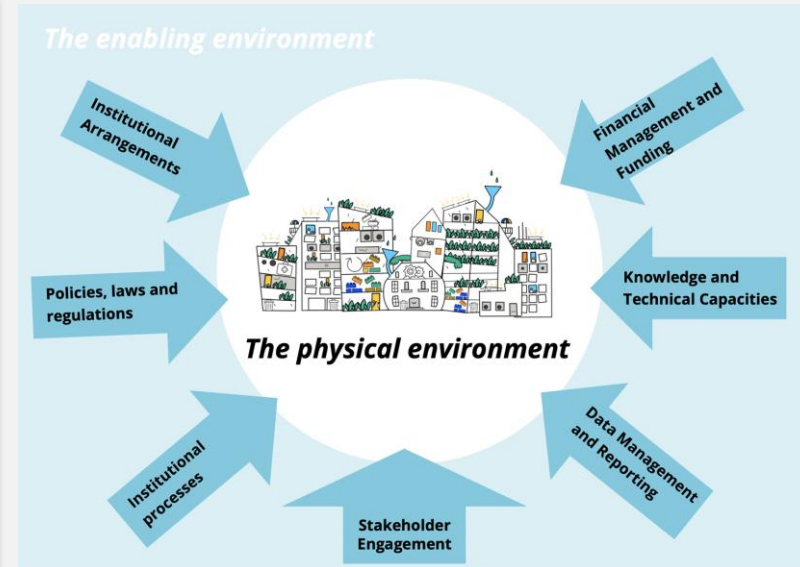 The enabling environment
Institutional
Arrangements
Financial
Management and
Funding
Policies, laws and
regulations
Knowledge and
Technical Capacities
The physical environment
Institutional
processes
Data Management
and Reporting
Stakeholder
Engagement